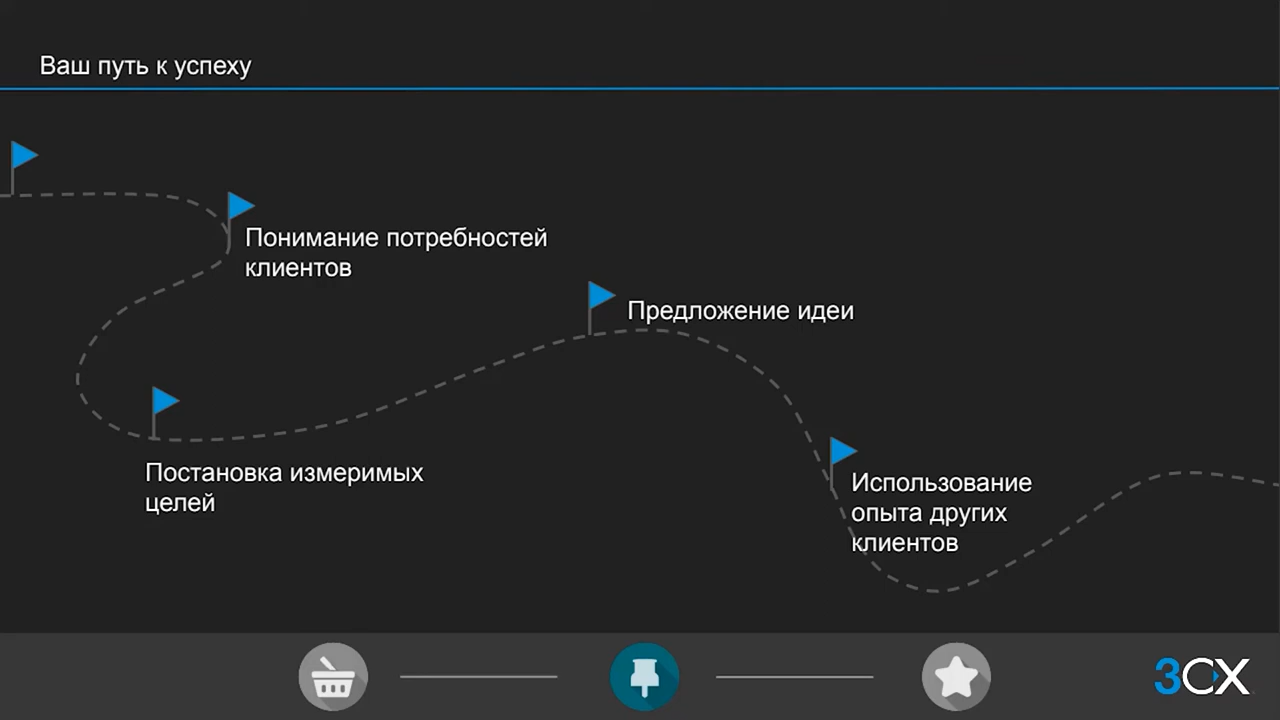 Ваш путь к успеху
Понимание потребностей
клиентов
Предложение идеи
Постановка измеримых
целей
Использование
опыта других
клиентов
3CX